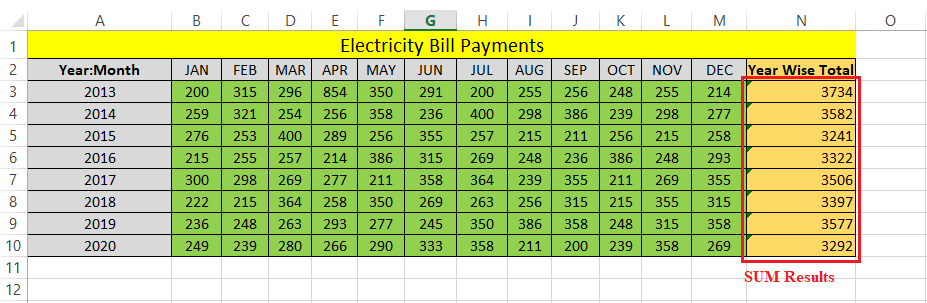 A B C D E F G H I J K L M N O
1 Electricity Bill Payments
2 Year:Month JAN FEB MAR APR MAY JUN JUL AUG SEP OCT NOV DEC Year Wise Total
3 2013 200 315 296 854 350 291 200 255 256 248 255 214 3734
4 2014 259 321 254 256 358 236 400 298 386 239 298 277 3582
5 2015 276 253 400 289 256 355 257 215 211 256 215 258 3241
6 2016 215 255 257 214 386 315 269 248 236 386 248 293 3322
7 2017 300 298 269 277 211 358 364 239 355 211 269 355 3506
8 2018 222 215 364 258 350 269 263 256 315 215 355 315 3397
9 2019 236 248 263 293 277 245 350 386 358 248 315 358 3577
10 2020 249 239 280 266 290 333 358 211 200 239 358 269 3292
11
SUM Results
12